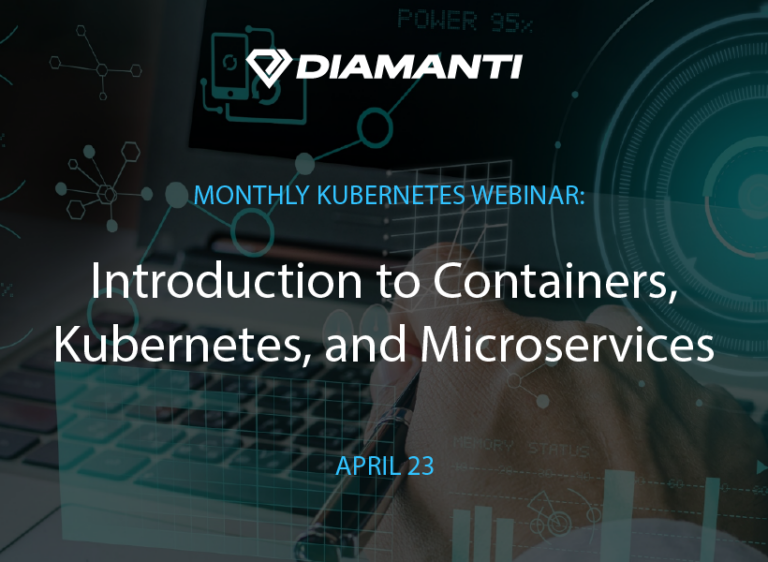 POWER 95%
DIAMANTI
MONTHLY KUBERNETES WEBINAR:
Introduction to Containers,
Kubernetes, and Microservices
APRIL 23
MEMORY STATUS